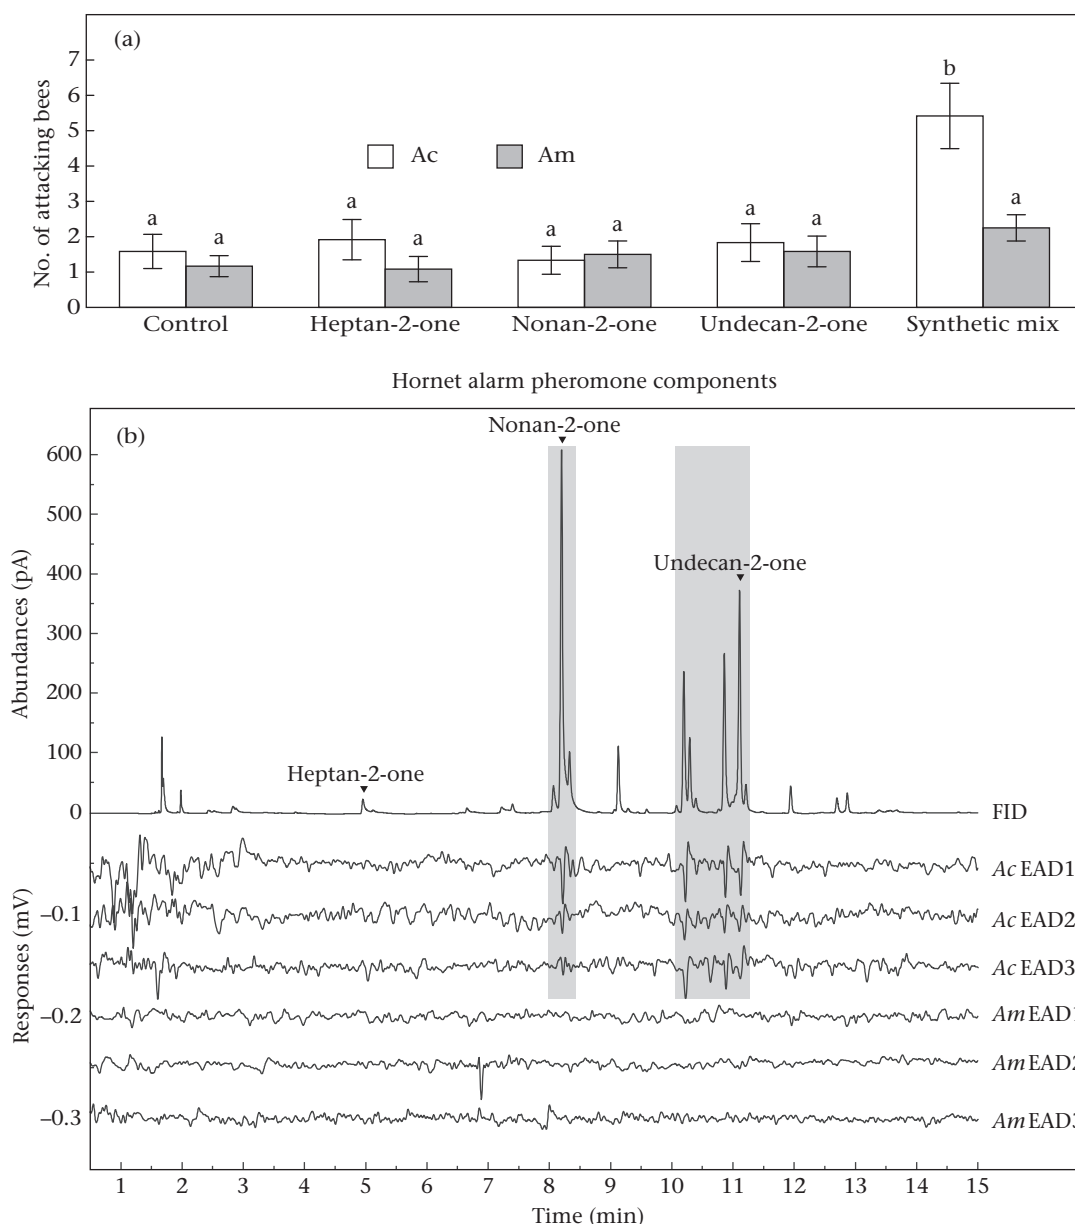 (a)
7
6
5
4
3
2
1
0
No. of attacking bees
Ac
Am
a
a
a
a
a
a
a
a
b
a
Control
Heptan-2-one
Nonan-2-one
Undecan-2-one
Synthetic mix
Hornet alarm pheromone components
(b)
Nonan-2-one
Undecan-2-one
Heptan-2-one
600
500
400
300
200
100
0
Abundances (pA)
FID
Ac EAD1
Ac EAD2
Ac EAD3
Am EAD1
Am EAD2
Am EAD3
−0.1
−0.2
−0.3
Responses (mV)
1 2 3 4 5 6 7 8 9 10 11 12 13 14 15
Time (min)